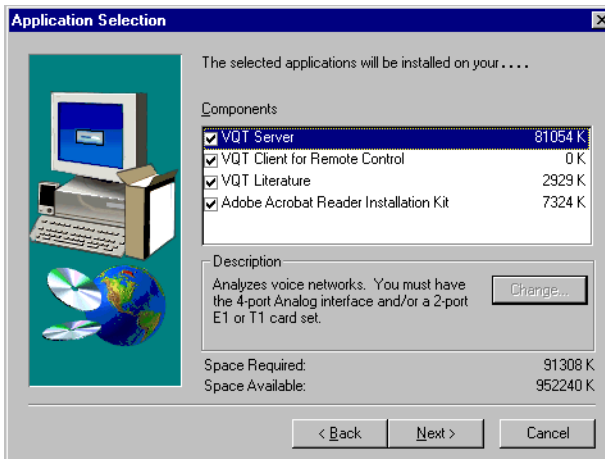 Application Selection
The selected applications will be installed on your....
Components
VQT Server 81054 K
VQT Client for Remote Control 0 K
VQT Literature 2929 K
Adobe Acrobat Reader Installation Kit 7324 K
Description
Analyzes voice networks. You must have
the 4-port Analog interface and/or a 2-port
E1 or T1 card set.
Change...
Space Required: 91308 K
Space Available: 952240 K
< Back Next > Cancel